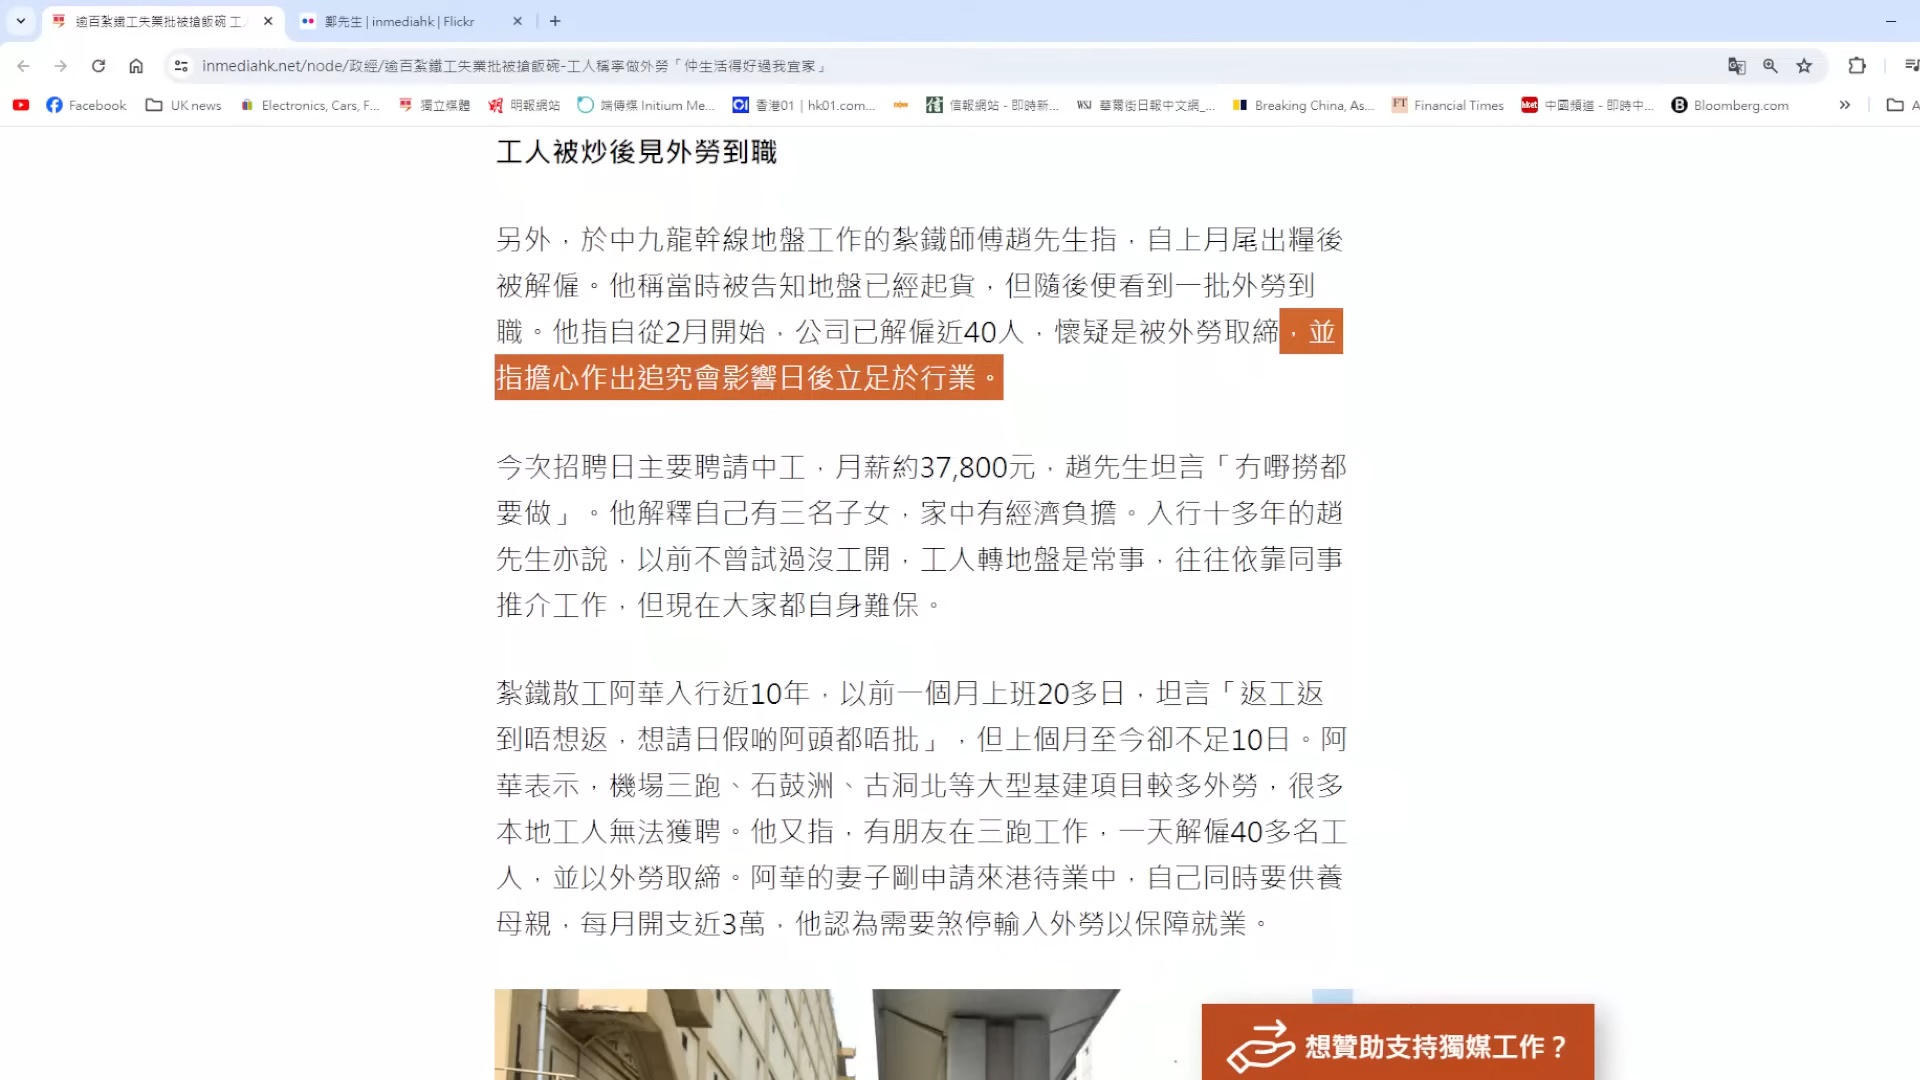 逾百紮鐵工失業批被搶飯碗 工
鄭先生 | inmediahk | Flickr
inmediahk.net/node/政經/逾百紮鐵工失業批被搶飯碗-工人稱寧做外勞「仲生活得好過我宜家」
Facebook
UK news
Electronics, Cars, F...
獨立媒體
明報網站
端傳媒 Initium Me...
香港01 | hk01.com...
信報網站 - 即時新...
WSJ 華爾街日報中文網_...
Breaking China, As...
FT Financial Times
hket 中國頻道 - 即時中...
B Bloomberg.com
工人被炒後見外勞到職
另外，於中九龍幹線地盤工作的紮鐵師傅趙先生指，自上月尾出糧後
被解僱。他稱當時被告知地盤已經起貨，但隨後便看到一批外勞到
職。他指自從2月開始，公司已解僱近40人，懷疑是被外勞取締，並
指擔心作出追究會影響日後立足於行業。
今次招聘日主要聘請中工，月薪約37,800元，趙先生坦言「冇嘢撈都
要做」。他解釋自己有三名子女，家中有經濟負擔。入行十多年的趙
先生亦說，以前不曾試過沒工開，工人轉地盤是常事，往往依靠同事
推介工作，但現在大家都自身難保。
紮鐵散工阿華入行近10年，以前一個月上班20多日，坦言「返工返
到唔想返，想請日假啲阿頭都唔批」，但上個月至今卻不足10日。阿
華表示，機場三跑、石鼓洲、古洞北等大型基建項目較多外勞，很多
本地工人無法獲聘。他又指，有朋友在三跑工作，一天解僱40多名工
人，並以外勞取締。阿華的妻子剛申請來港待業中，自己同時要供養
母親，每月開支近3萬，他認為需要煞停輸入外勞以保障就業。
想贊助支持獨媒工作？